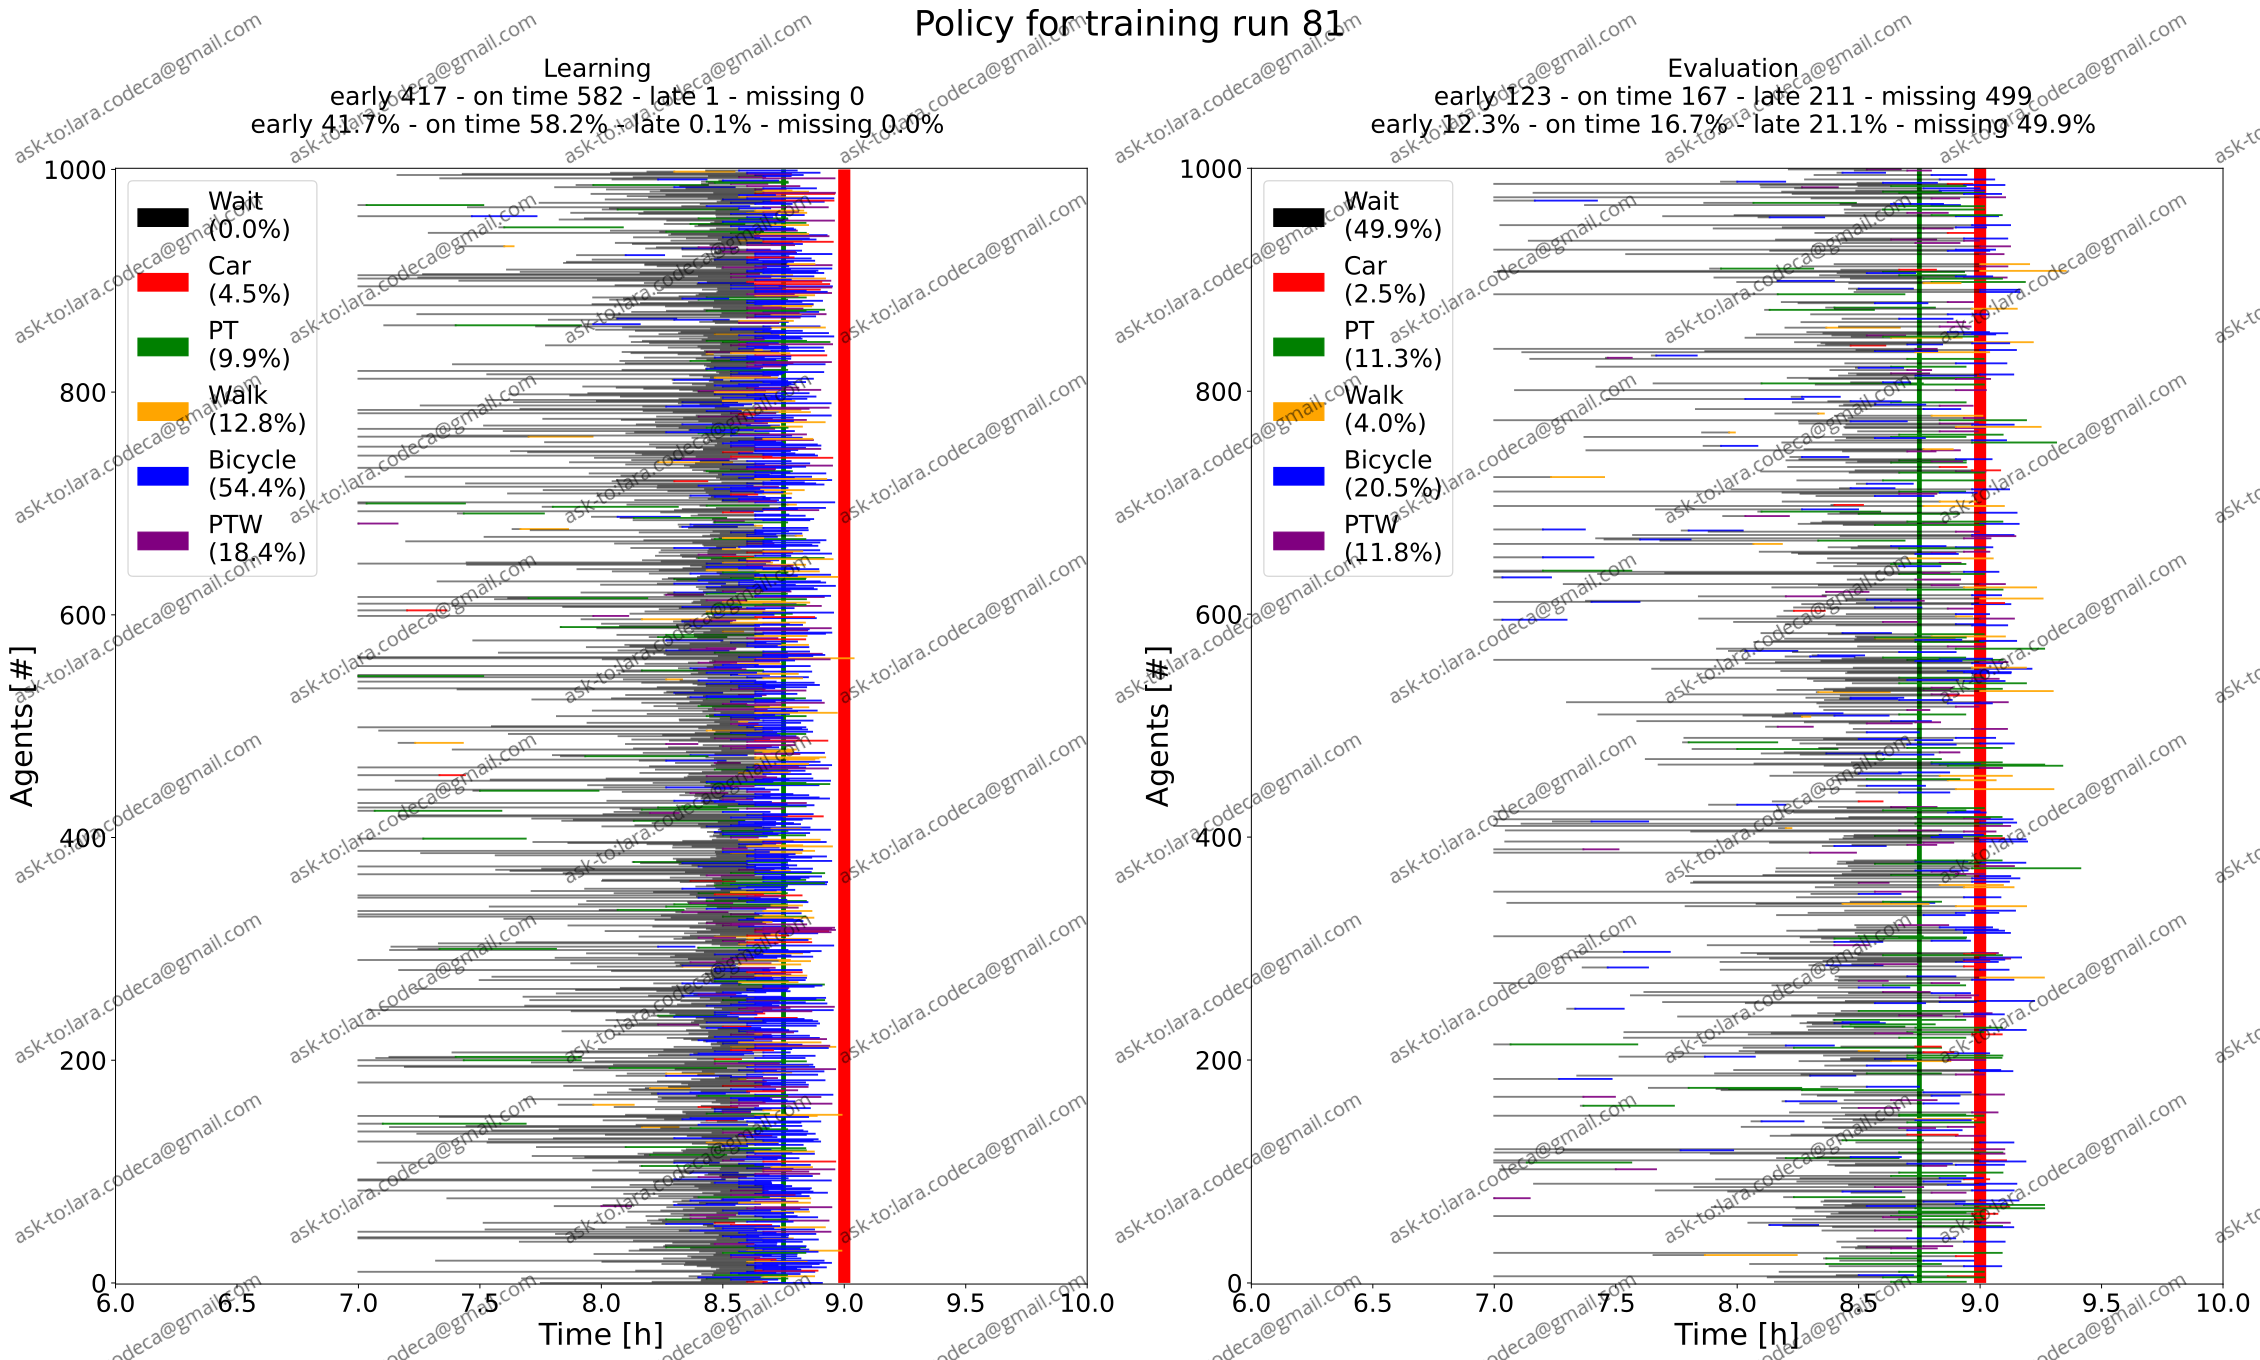 Policy for training run 81
Learning
early 417 - on time 582 - late 1 - missing 0
early 41.7% - on time 58.2% - late 0.1% - missing 0.0%
1000
800
600
400
200
0
Agents [#]
Wait
(0.0%)
Car
(4.5%)
PT
(9.9%)
Walk
(12.8%)
Bicycle
(54.4%)
PTW
(18.4%)
6.0 6.5 7.0 7.5 8.0 8.5 9.0 9.5 10.0
Time [h]
Evaluation
early 123 - on time 167 - late 211 - missing 499
early 12.3% - on time 16.7% - late 21.1% - missing 49.9%
1000
800
600
400
200
0
Agents [#]
Wait
(49.9%)
Car
(2.5%)
PT
(11.3%)
Walk
(4.0%)
Bicycle
(20.5%)
PTW
(11.8%)
6.0 6.5 7.0 7.5 8.0 8.5 9.0 9.5 10.0
Time [h]
ask-to:lara.codeca@gmail.com